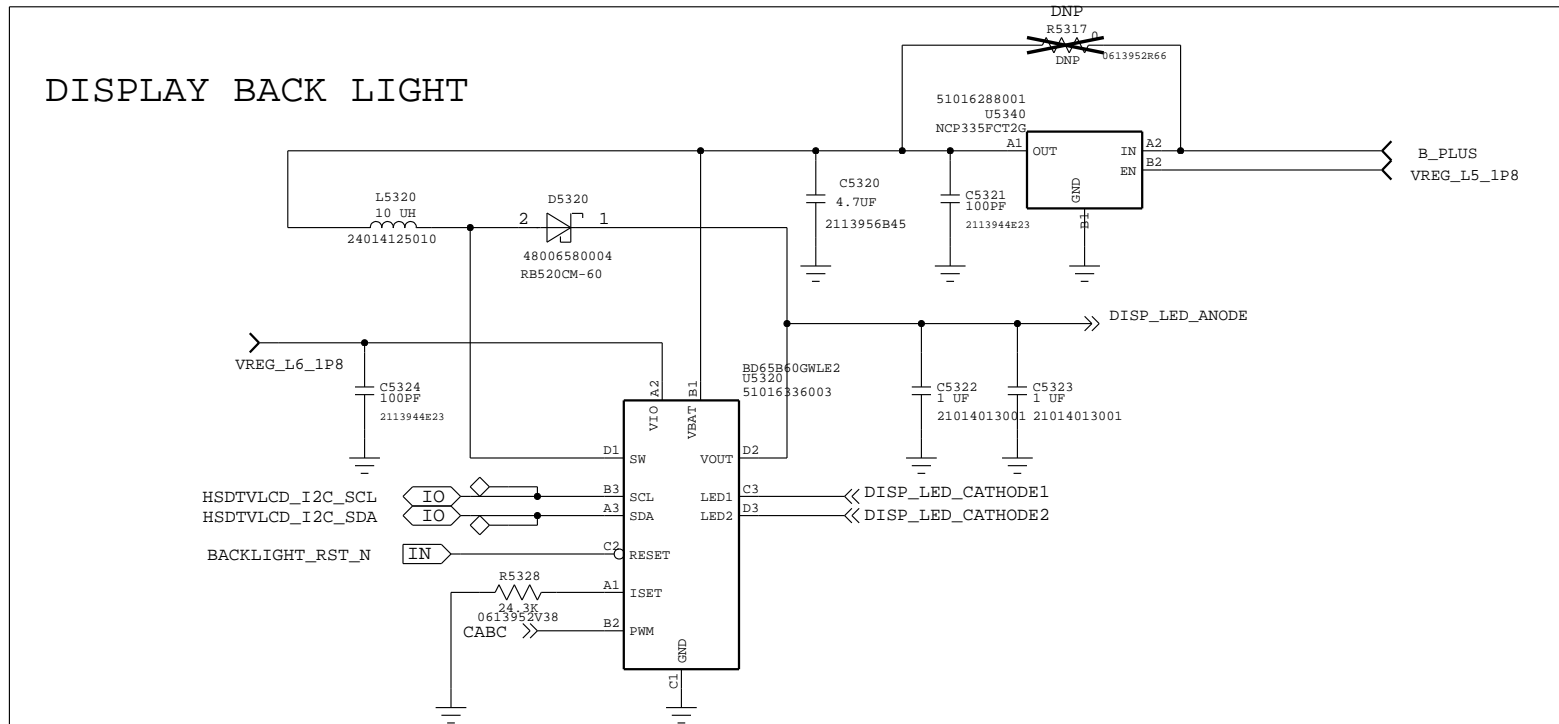 DNP
R5317
0
DNP
0613952R66
DISPLAY BACK LIGHT
51016288001
U5340
NCP335FCT2G
A1
OUT
IN
A2
EN
B2
GND
B1
B_PLUS
VREG_L5_1P8
C5320
4.7UF
2113956B45
C5321
100PF
2113944E23
L5320
10 UH
24014125010
D5320
2
1
48006580004
RB520CM-60
DISP_LED_ANODE
VREG_L6_1P8
C5324
100PF
2113944E23
BD65B60GWLE2
U5320
51016336003
C5322
1 UF
21014013001
C5323
1 UF
21014013001
A2
VIO
B1
VBAT
D1
SW
VOUT
D2
HSDTVLCD_I2C_SCL
IO
B3
SCL
LED1
C3
DISP_LED_CATHODE1
HSDTVLCD_I2C_SDA
IO
A3
SDA
LED2
D3
DISP_LED_CATHODE2
BACKLIGHT_RST_N
IN
C2
RESET
R5328
24.3K
0613952V38
A1
ISET
CABC
B2
PWM
GND
C1